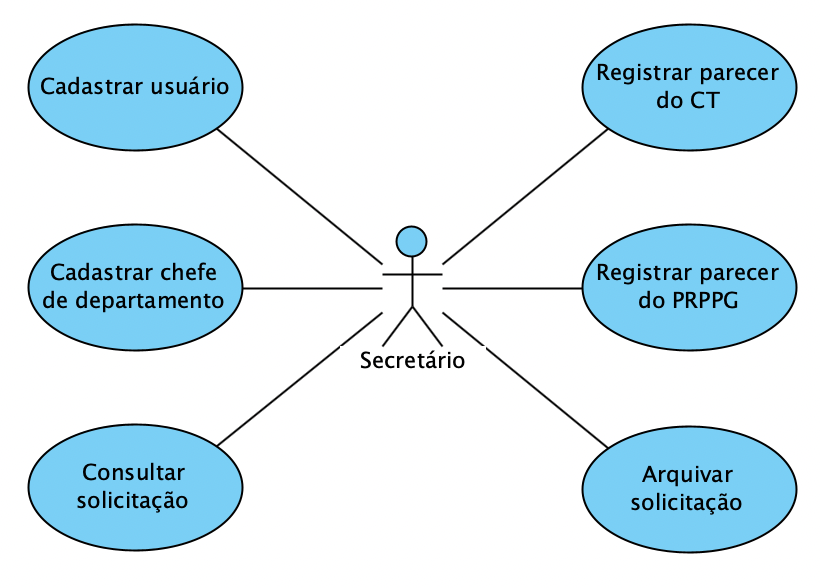 Cadastrar usuário
Registrar parecer
do CT
Cadastrar chefe
de departamento
Registrar parecer
do PRPPG
Secretário
Consultar
solicitação
Arquivar
solicitação